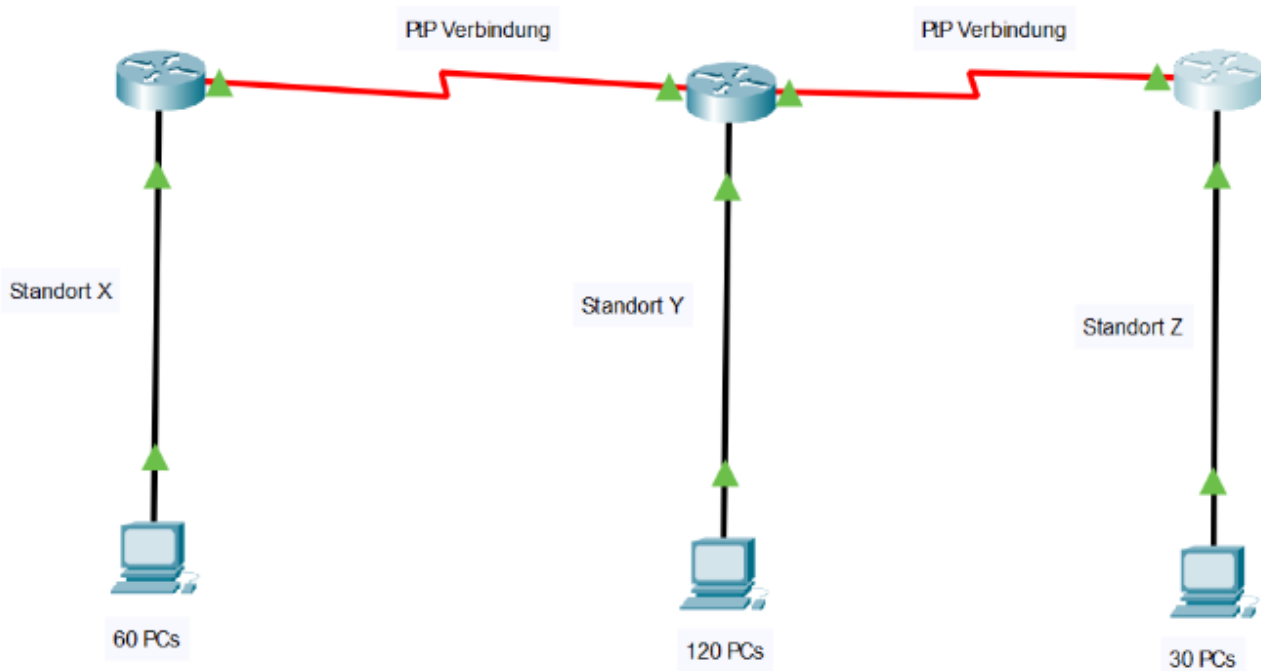 PtP Verbindung
PtP Verbindung
Standort X
Standort Y
Standort Z
60 PCs
120 PCs
30 PCs